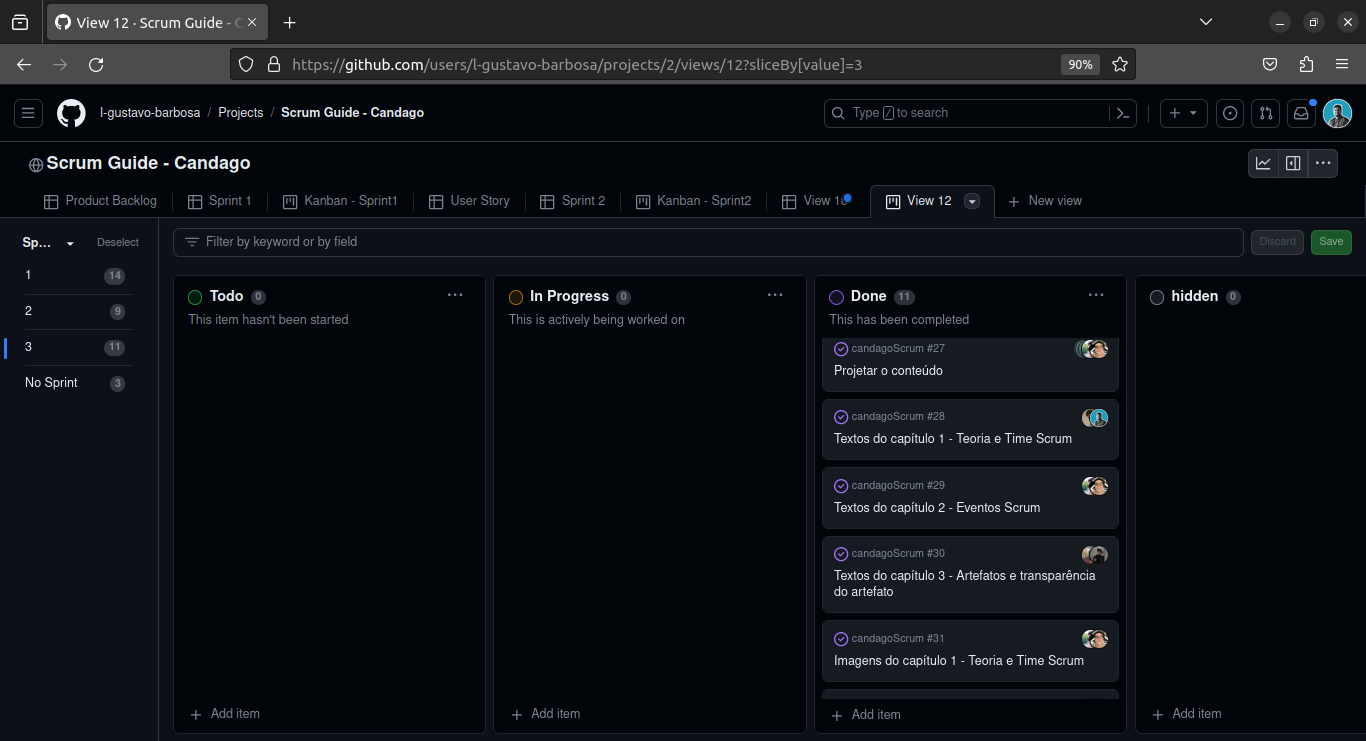 View 12 · Scrum Guide - C
https://github.com/users/l-gustavo-barbosa/projects/2/views/12?sliceBy[value]=3
90%
l-gustavo-barbosa / Projects / Scrum Guide - Candago
Type / to search
Scrum Guide - Candago
Product Backlog
Sprint 1
Kanban - Sprint1
User Story
Sprint 2
Kanban - Sprint2
View 10
View 12
New view
Sp...
Deselect
Filter by keyword or by field
Discard
Save
1 14
2 9
3 11
No Sprint 3
Todo 0
This item hasn't been started
Add item
In Progress 0
This is actively being worked on
Add item
Done 11
This has been completed
candagoScrum #27
Projetar o conteúdo
candagoScrum #28
Textos do capítulo 1 - Teoria e Time Scrum
candagoScrum #29
Textos do capítulo 2 - Eventos Scrum
candagoScrum #30
Textos do capítulo 3 - Artefatos e transparência
do artefato
candagoScrum #31
Imagens do capítulo 1 - Teoria e Time Scrum
Add item
hidden 0
Add item